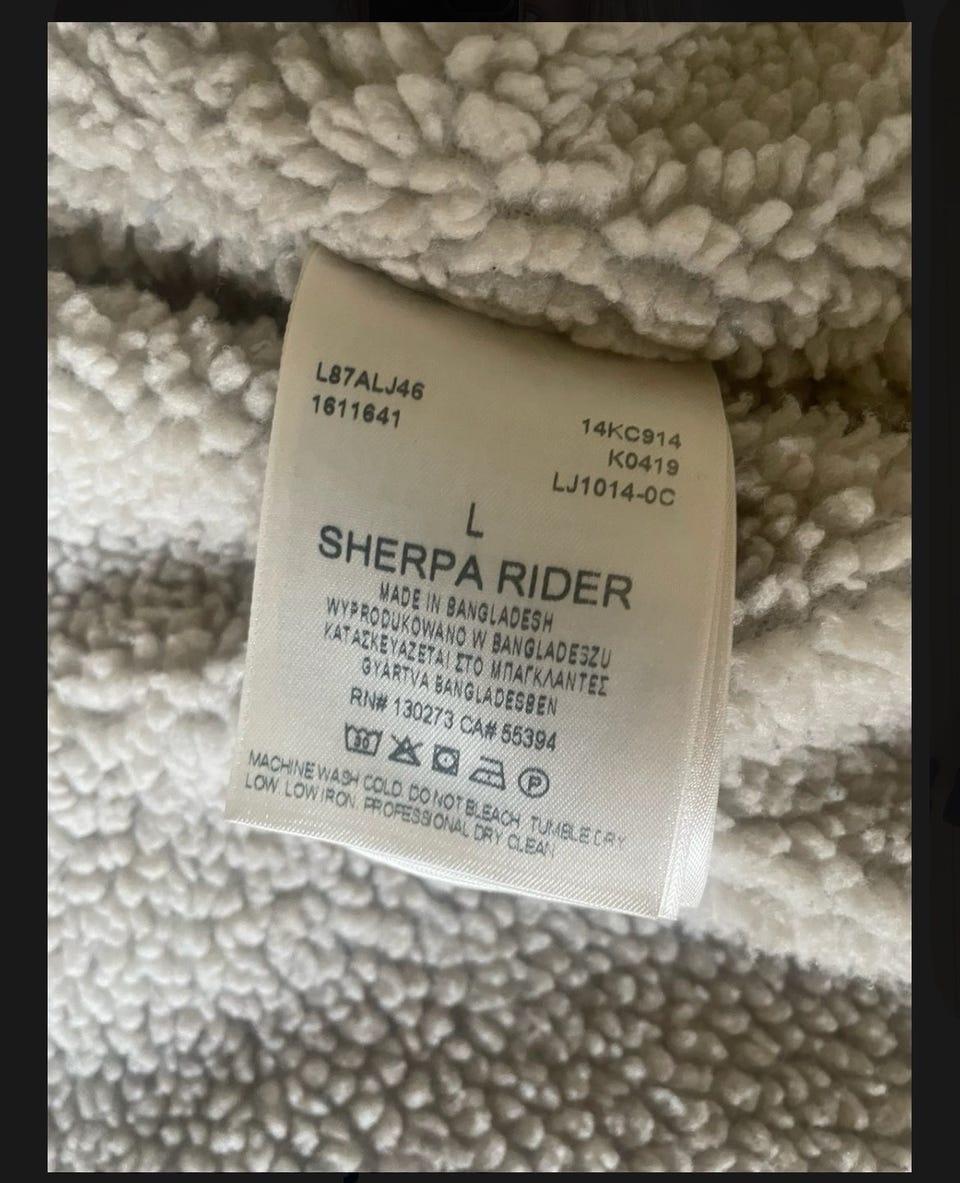 L87ALJ46
1611641
14KC914
K0419
LJ1014-0C
L
SHERPA RIDER
MADE IN BANGLADESH
WYPRODUKOWANO W BANGLADESZU
ΚΑΤΑΣΚΕΥΑΖΕΤΑΙ ΣΤΟ ΜΠΑΓΚΛΑΝΤΕΣ
GYÁRTVA BANGLADESBEN
RN# 130273 CA# 55394
30
P
MACHINE WASH COLD. DO NOT BLEACH. TUMBLE DRY
LOW. LOW IRON. PROFESSIONAL DRY CLEAN